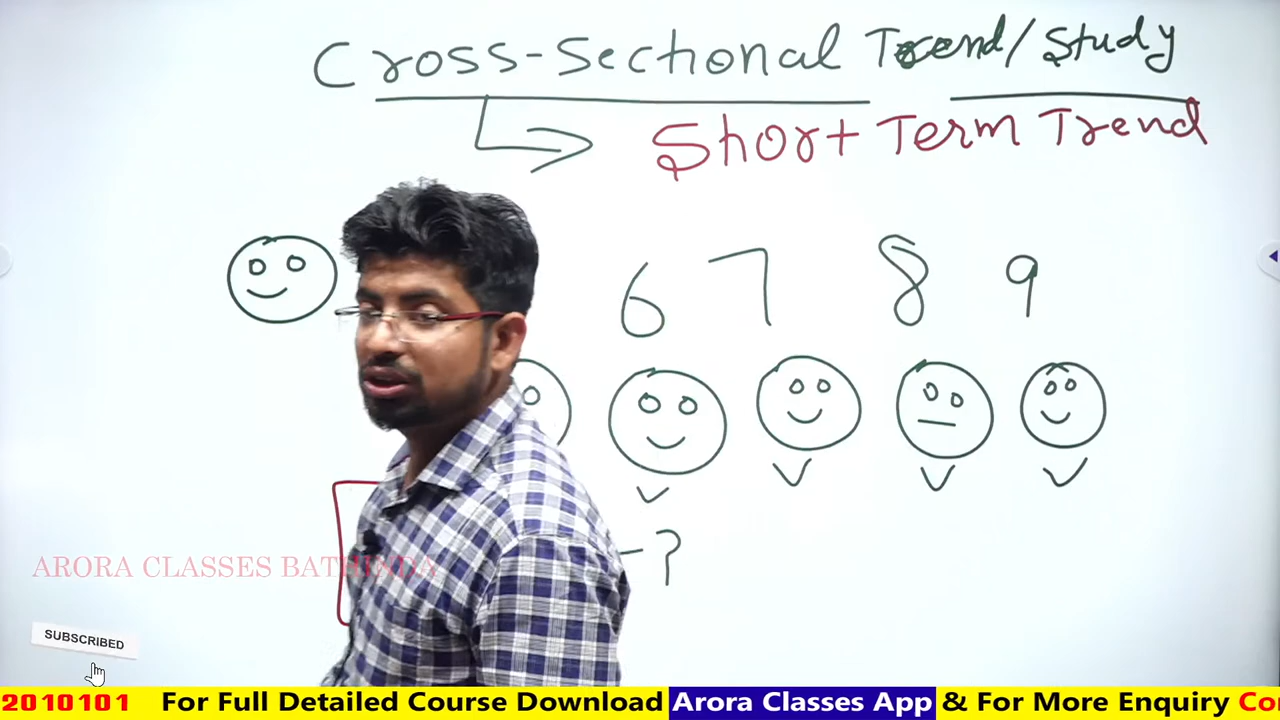 Cross-Sectional Trend/Study
Short Term Trend
6 7 8 9
- ?
ARORA CLASSES BATHINDA
SUBSCRIBED
2010101 For Full Detailed Course Download Arora Classes App & For More Enquiry Co